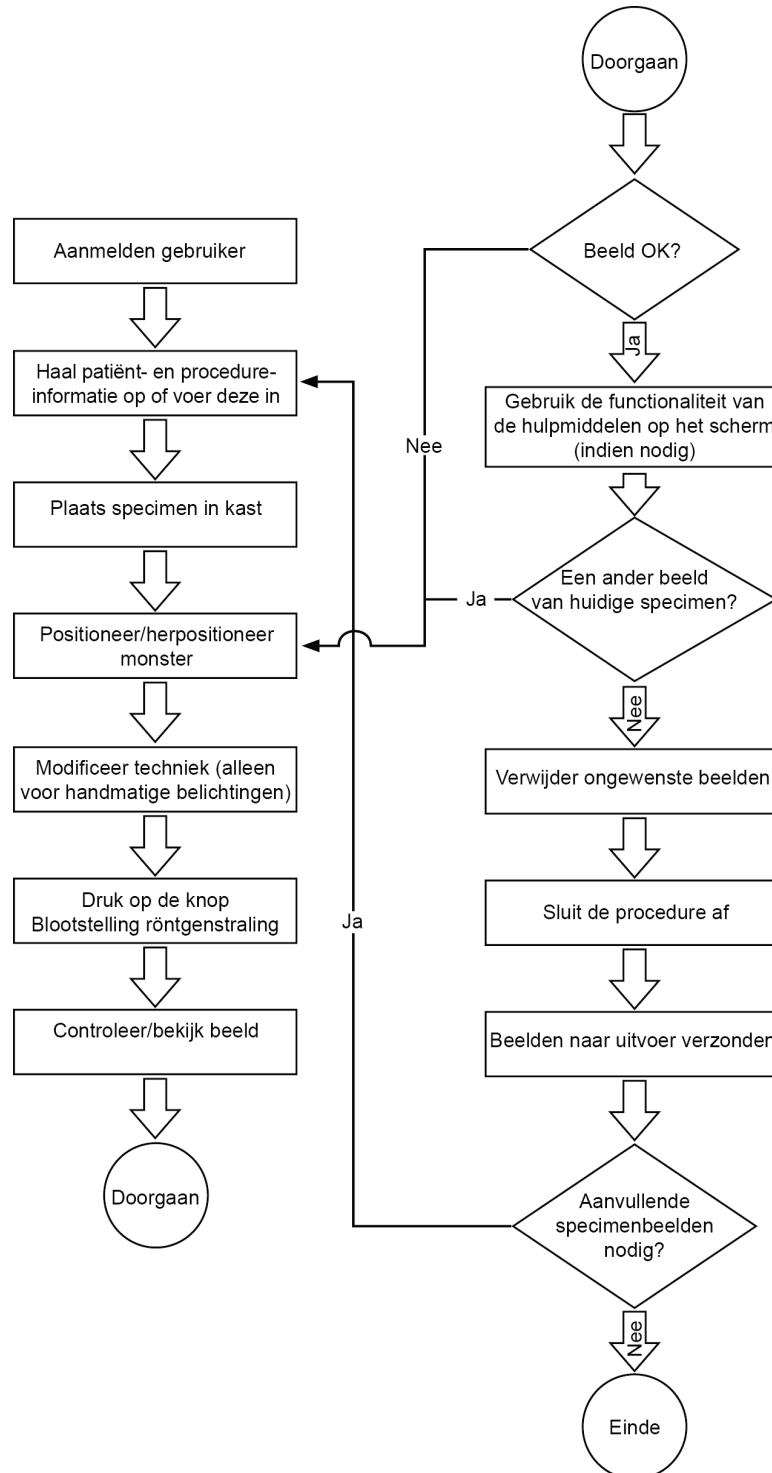 Aanmelden gebruiker
Haal patiënt- en procedure-
informatie op of voer deze in
Plaats specimen in kast
Positioneer/herpositioneer
monster
Modificeer techniek (alleen
voor handmatige belichtingen)
Druk op de knop
Blootstelling röntgenstraling
Controleer/bekijk beeld
Doorgaan
Doorgaan
Beeld OK?
Nee
Ja
Gebruik de functionaliteit van
de hulpmiddelen op het scherm
(indien nodig)
Een ander beeld
van huidige specimen?
Ja
Nee
Verwijder ongewenste beelden
Sluit de procedure af
Beelden naar uitvoer verzonden
Aanvullende
specimenbeelden
nodig?
Ja
Nee
Einde